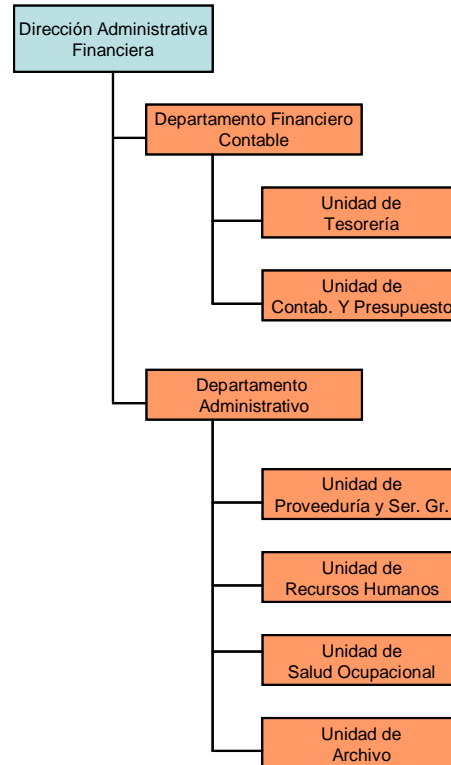 Dirección Administrativa
Financiera
Departamento Financiero
Contable
Unidad de
Tesorería
Unidad de
Contab. Y Presupuesto
Departamento
Administrativo
Unidad de
Proveeduría y Ser. Gr.
Unidad de
Recursos Humanos
Unidad de
Salud Ocupacional
Unidad de
Archivo